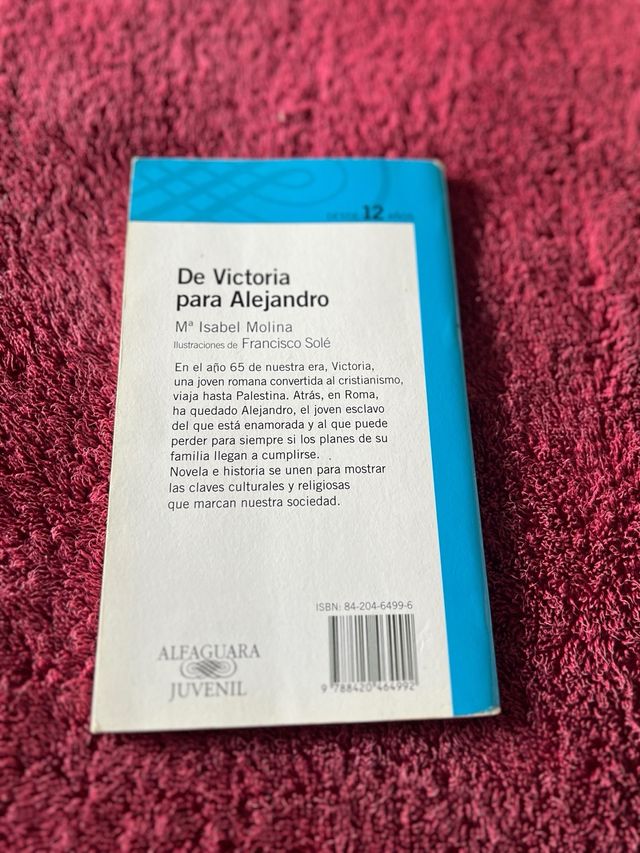 DESDE 12 AÑOS
De Victoria
para Alejandro
Mª Isabel Molina
Ilustraciones de Francisco Solé
En el año 65 de nuestra era, Victoria,
una joven romana convertida al cristianismo,
viaja hasta Palestina. Atrás, en Roma,
ha quedado Alejandro, el joven esclavo
del que está enamorada y al que puede
perder para siempre si los planes de su
familia llegan a cumplirse.
Novela e historia se unen para mostrar
las claves culturales y religiosas
que marcan nuestra sociedad.
ISBN: 84-204-6499-6
ALFAGUARA
JUVENIL
9 788420 464992